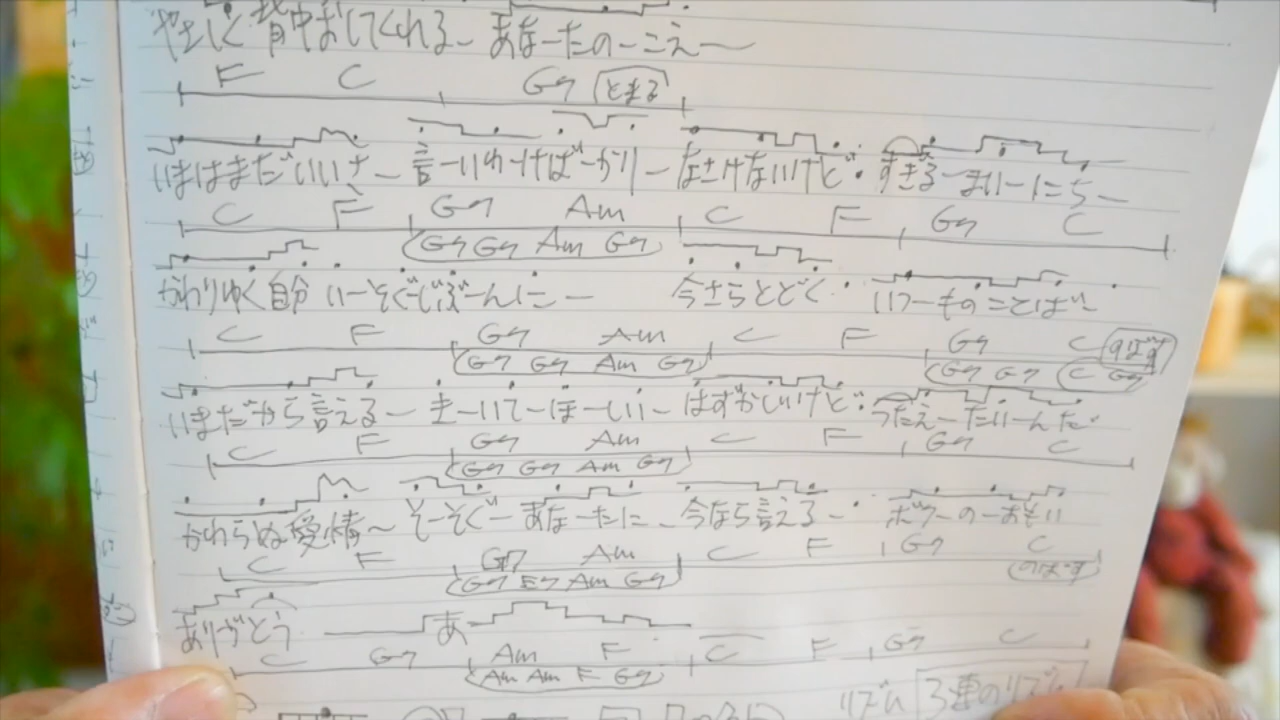 やさしく背中おしてくれる〜 あなーたのーこえ〜
F C G7 とまる
いまはまだいいサ〜 言ーいわーけばーかりー なさけないけど・すぎるーまいーにちー
C F G7 Am C F G7 C
G7 G7 Am G7
かわりゆく自分 いーそぐーじぶーんにー 今さらとどく・いつーものことば〜
C F G7 Am C F G7 C のばす
G7 G7 Am G7 G7 G7 C G7
いまだから言える〜 きーいてーほーしいー はずかしいけど・つたえーたいーんだ
C F G7 Am C F G7 C
G7 G7 Am G7
かわらぬ愛情〜 そーそぐーあなーたに〜 今なら言える〜・ボクーのーおもい
C F G7 Am C F G7 C
G7 E7 Am G7 のばす
ありがとう あ
C G7 Am F C F G7 C
Am Am F G7
リズム 3連のリズム